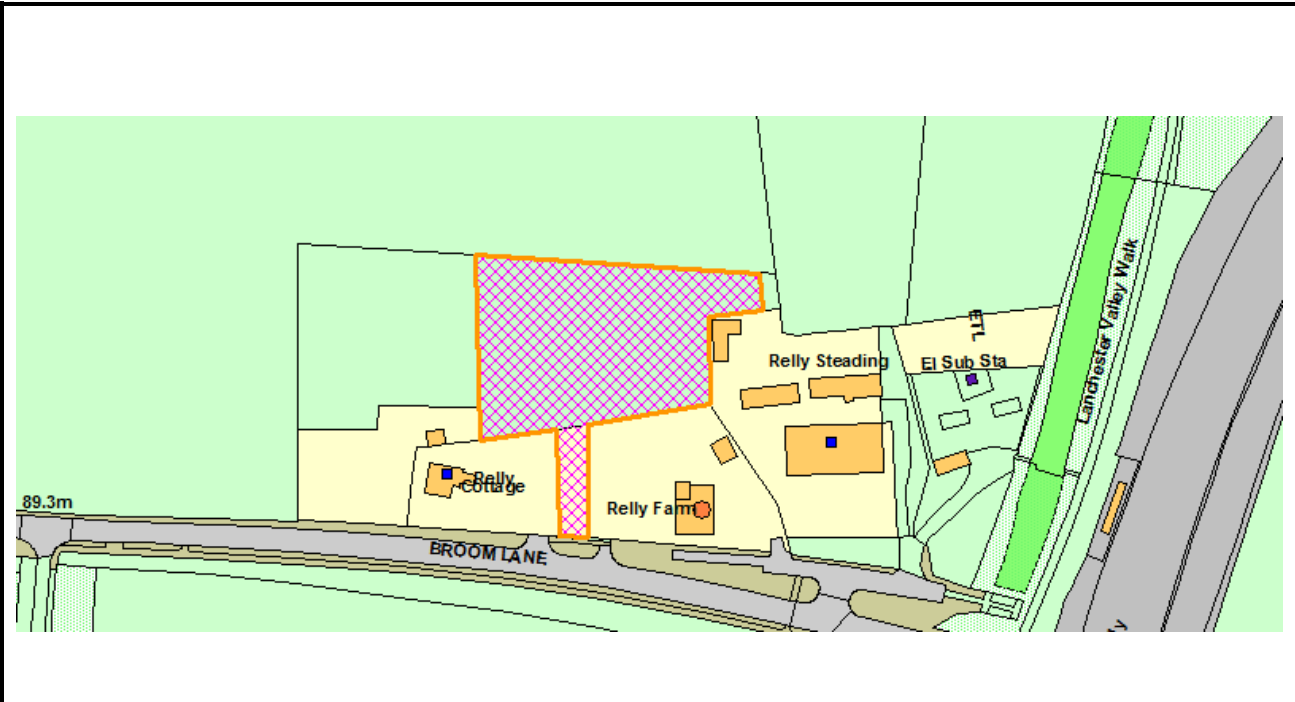 Lanchester Valley Walk
ETL
Relly Steading
El Sub Sta
Relly
Cottage
89.3m
Relly Farm
BROOM LANE